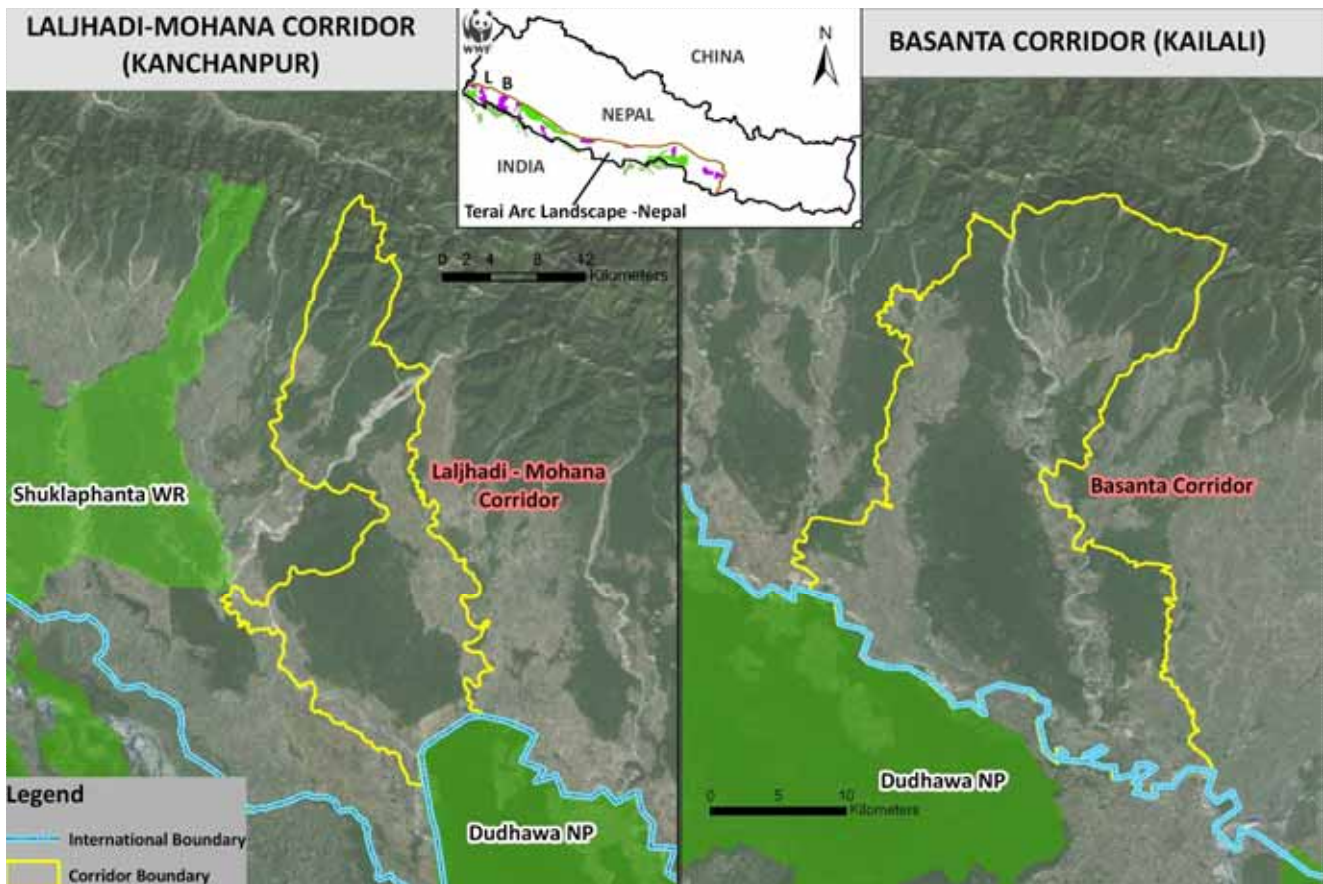 LALJHADI-MOHANA CORRIDOR
(KANCHANPUR)
WWF
L B
CHINA
NEPAL
INDIA
N
Terai Arc Landscape -Nepal
BASANTA CORRIDOR (KAILALI)
0 2 4 8 12
Kilometers
Shuklaphanta WR
Laljhadi - Mohana
Corridor
Dudhawa NP
Legend
International Boundary
Corridor Boundary
Basanta Corridor
Dudhawa NP
0 5 10
Kilometers